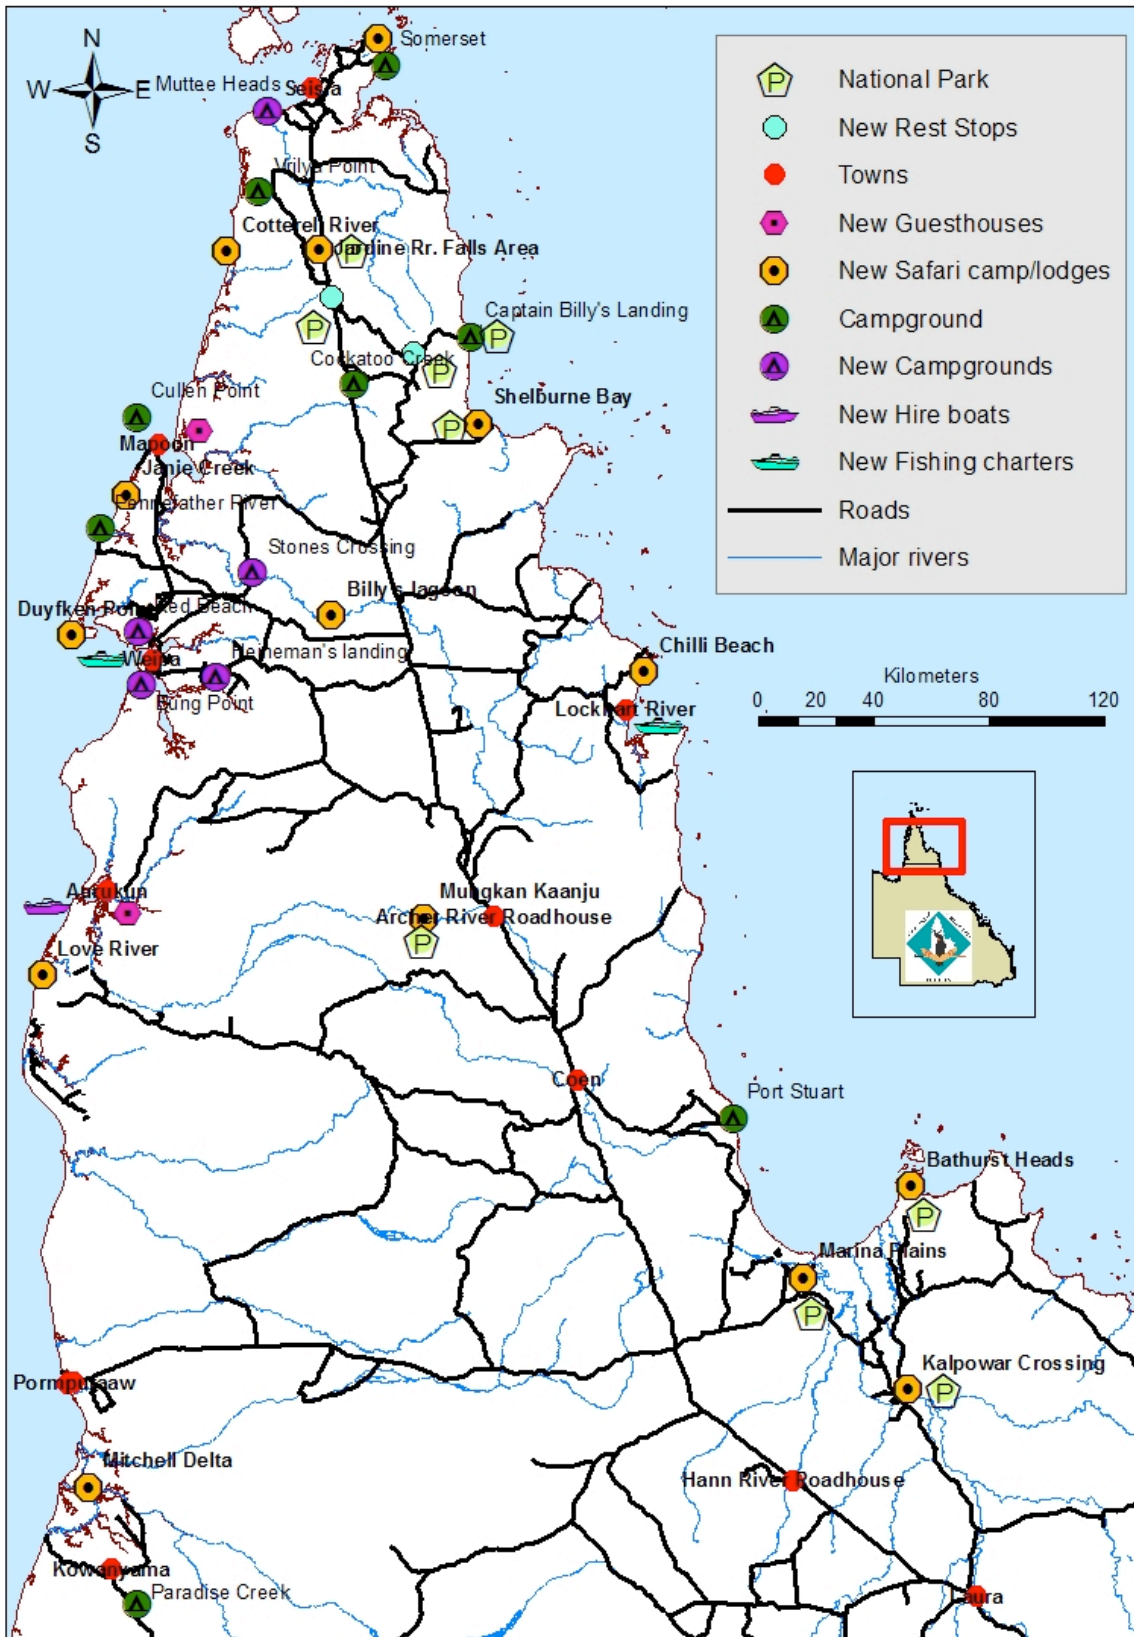 N
W E
S
Somerset
Muttee Heads
Seisia
Vrilya Point
Cotterell River
Jardine Rr. Falls Area
Captain Billy's Landing
Cockatoo Creek
Cullen Point
Shelburne Bay
Mapoon
Janie Creek
Pennefather River
Stones Crossing
Billy's lagoon
Duyfken Point
Red Beach
Chilli Beach
Weipa
Heineman's landing
Bung Point
Lockhart River
Aurukun
Mungkan Kaanju
Archer River Roadhouse
Love River
Coen
Port Stuart
Bathurst Heads
Marina Plains
Kalpowar Crossing
Pormpuraaw
Mitchell Delta
Hann River Roadhouse
Kowanyama
Paradise Creek
Laura
P National Park
New Rest Stops
Towns
New Guesthouses
New Safari camp/lodges
Campground
New Campgrounds
New Hire boats
New Fishing charters
Roads
Major rivers
Kilometers
0 20 40 80 120
P
P
P
P
P
P
P
P
P